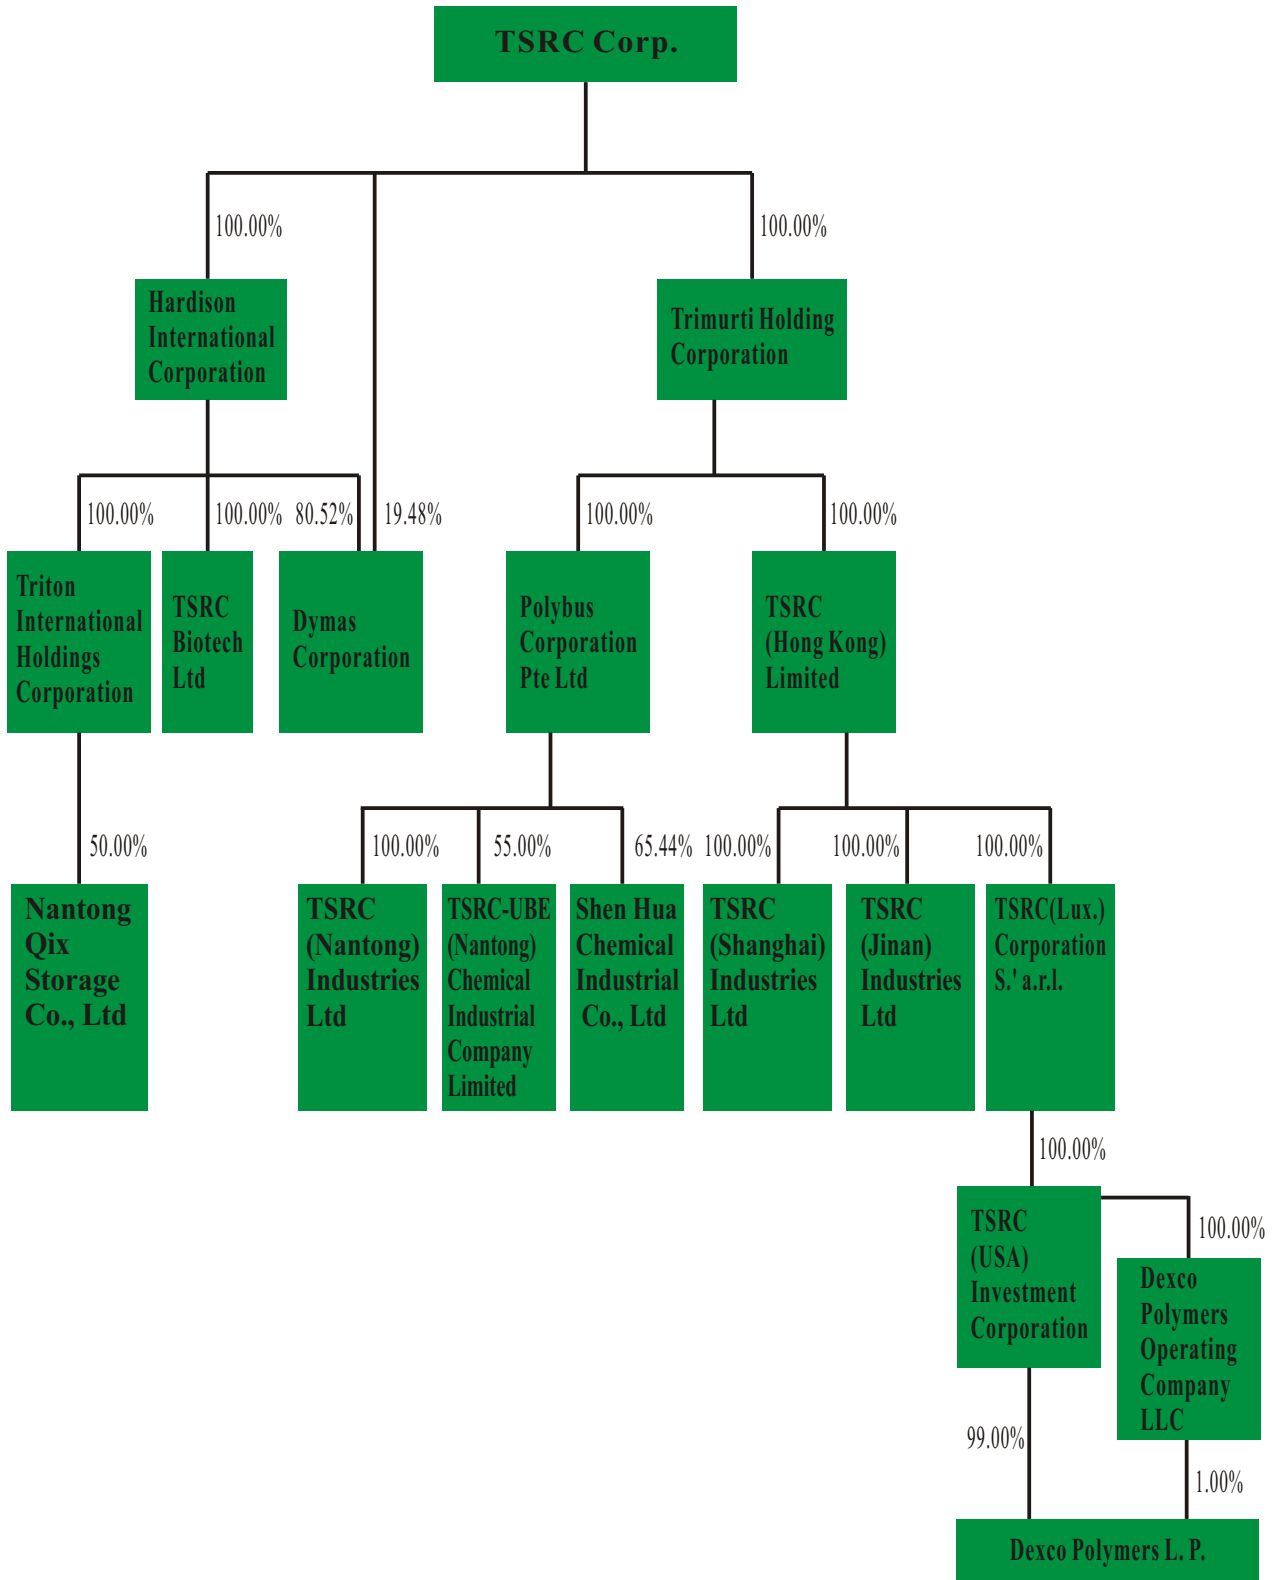 TSRC Corp.
100.00%
100.00%
Hardison
International
Corporation
Trimurti Holding
Corporation
100.00%
100.00%
80.52%
19.48%
100.00%
100.00%
Triton
International
Holdings
Corporation
TSRC
Biotech
Ltd
Dymas
Corporation
Polybus
Corporation
Pte Ltd
TSRC
(Hong Kong)
Limited
50.00%
100.00%
55.00%
65.44%
100.00%
100.00%
100.00%
Nantong
Qix
Storage
Co., Ltd
TSRC
(Nantong)
Industries
Ltd
TSRC-UBE
(Nantong)
Chemical
Industrial
Company
Limited
Shen Hua
Chemical
Industrial
Co., Ltd
TSRC
(Shanghai)
Industries
Ltd
TSRC
(Jinan)
Industries
Ltd
TSRC(Lux.)
Corporation
S.' a.r.l.
100.00%
TSRC
(USA)
Investment
Corporation
100.00%
Dexco
Polymers
Operating
Company
LLC
99.00%
1.00%
Dexco Polymers L. P.